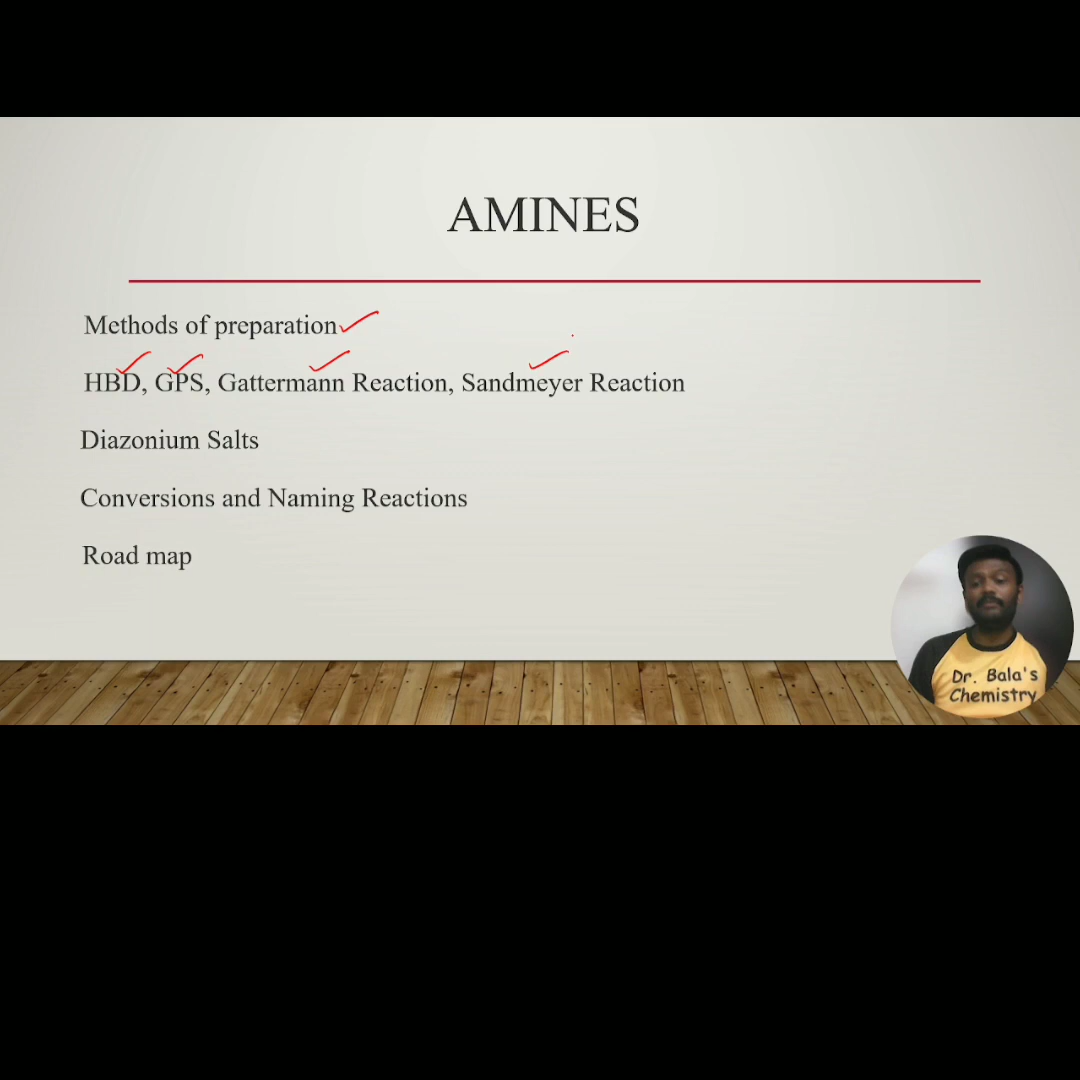 AMINES
Methods of preparation
HBD, GPS, Gattermann Reaction, Sandmeyer Reaction
Diazonium Salts
Conversions and Naming Reactions
Road map
Dr. Bala's
Chemistry